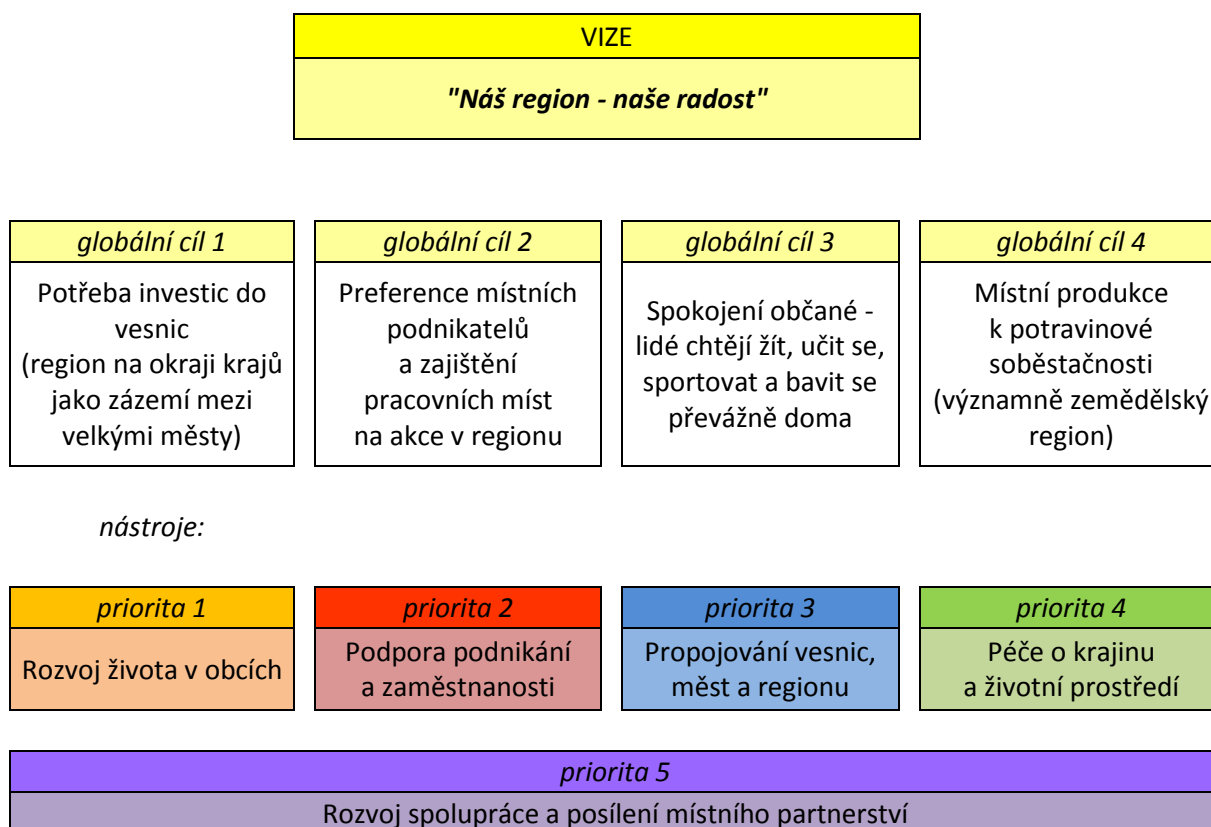 VIZE
"Náš region - naše radost"
globální cíl 1
Potřeba investic do
vesnic
(region na okraji krajů
jako zázemí mezi
velkými městy)
globální cíl 2
Preference místních
podnikatelů
a zajištění
pracovních míst
na akce v regionu
globální cíl 3
Spokojení občané -
lidé chtějí žít, učit se,
sportovat a bavit se
převážně doma
globální cíl 4
Místní produkce
k potravinové
soběstačnosti
(významně zemědělský
region)
nástroje:
priorita 1
Rozvoj života v obcích
priorita 2
Podpora podnikání
a zaměstnanosti
priorita 3
Propojování vesnic,
měst a regionu
priorita 4
Péče o krajinu
a životní prostředí
priorita 5
Rozvoj spolupráce a posílení místního partnerství